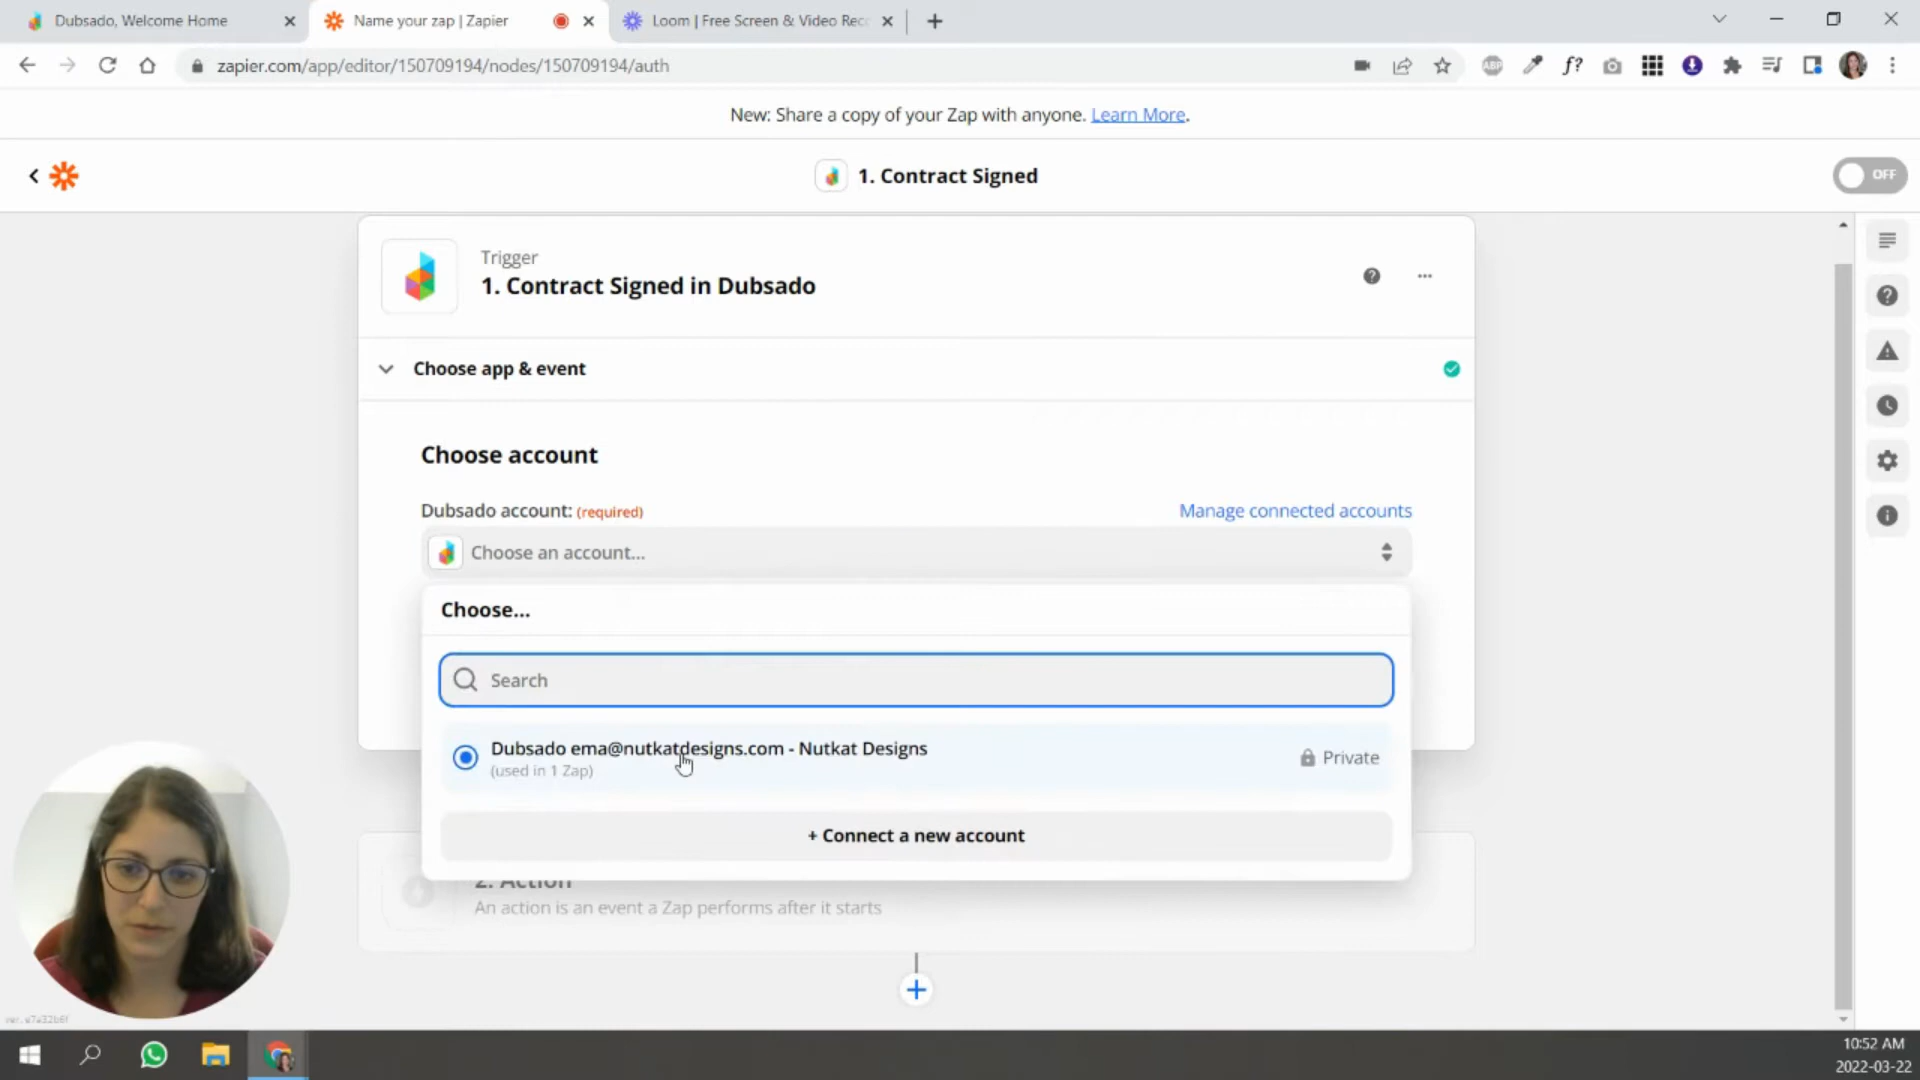 Dubsado, Welcome Home
Name your zap | Zapier
Loom | Free Screen & Video Rec
zapier.com/app/editor/150709194/nodes/150709194/auth
ABP
f?
New: Share a copy of your Zap with anyone. Learn More.
1. Contract Signed
OFF
Trigger
1. Contract Signed in Dubsado
Choose app & event
Choose account
Dubsado account: (required)
Manage connected accounts
Choose an account...
Choose...
Search
Dubsado ema@nutkatdesigns.com - Nutkat Designs
(used in 1 Zap)
Private
+ Connect a new account
2. Action
An action is an event a Zap performs after it starts
10:52 AM
2022-03-22